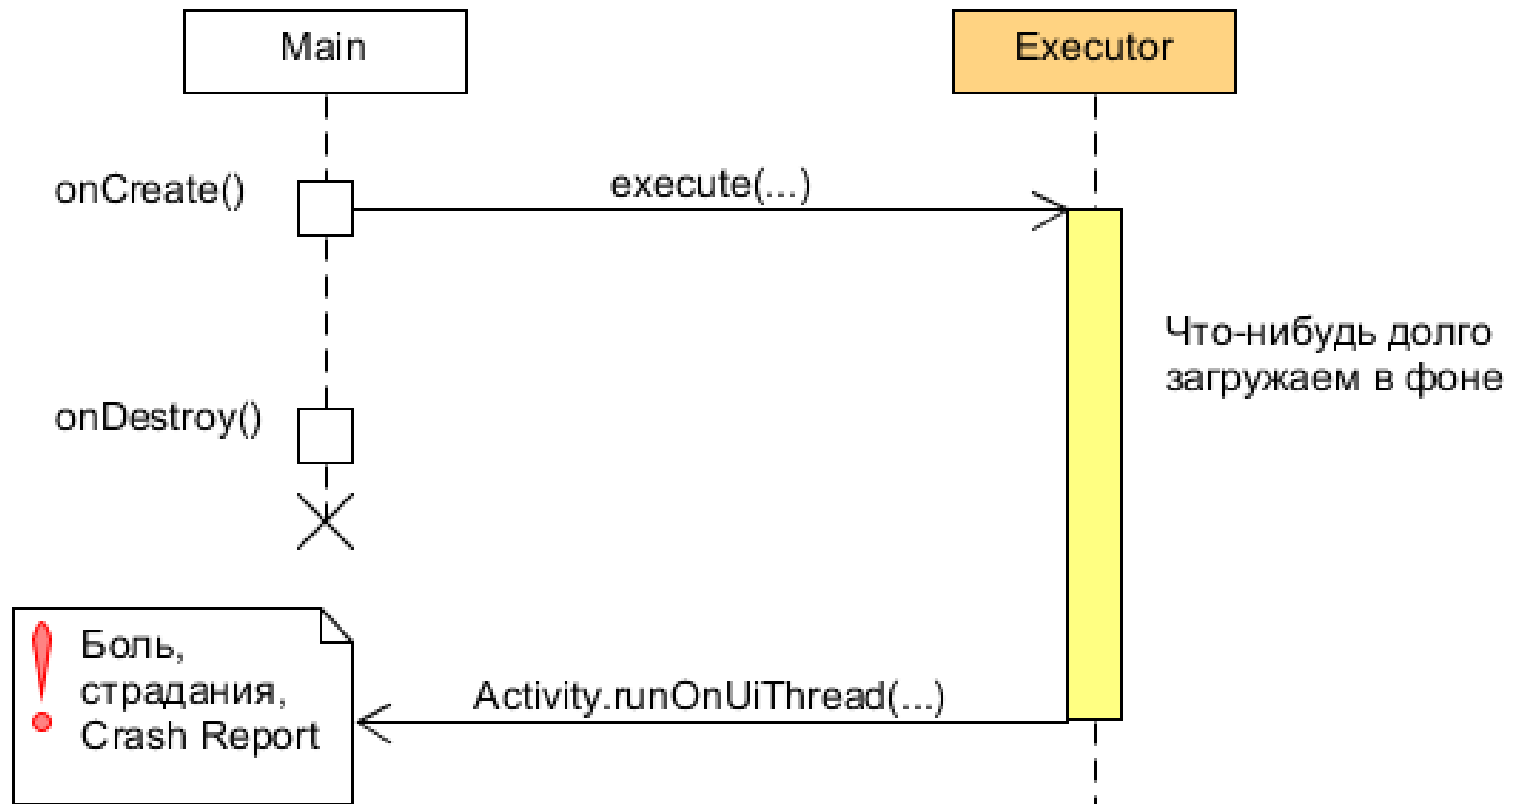 Main
Executor
onCreate()
execute(...)
Что-нибудь долго
загружаем в фоне
onDestroy()
Боль,
страдания,
Crash Report
Activity.runOnUiThread(...)